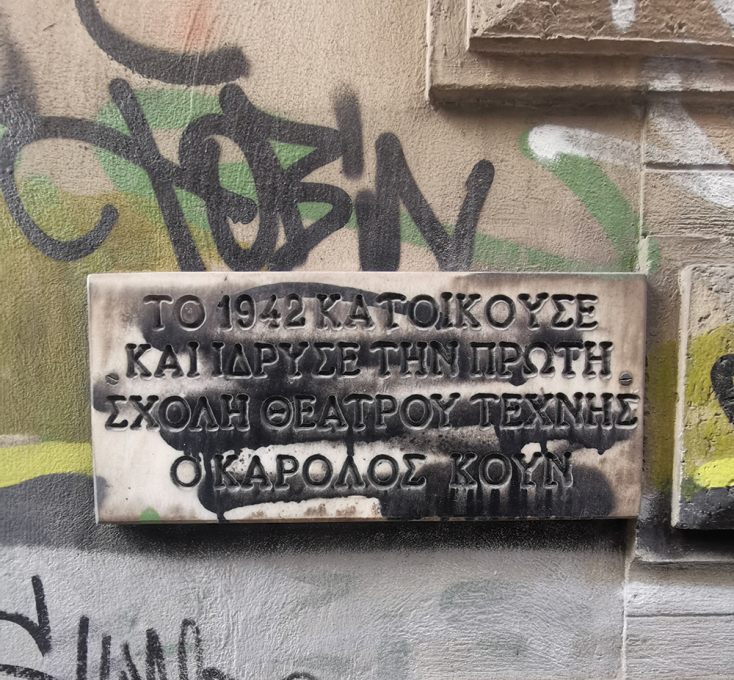 ΤΟ 1942 ΚΑΤΟΙΚΟΥΣΕ
ΚΑΙ ΙΔΡΥΣΕ ΤΗΝ ΠΡΩΤΗ
ΣΧΟΛΗ ΘΕΑΤΡΟΥ ΤΕΧΝΗΣ
Ο ΚΑΡΟΛΟΣ ΚΟΥΝ